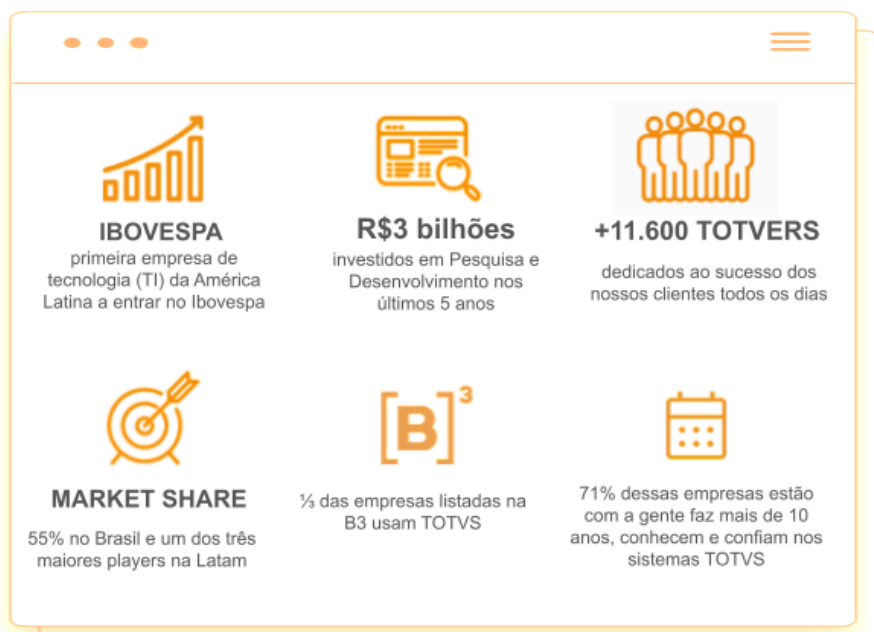 IBOVESPA
primeira empresa de
tecnologia (TI) da América
Latina a entrar no Ibovespa
R$3 bilhões
investidos em Pesquisa e
Desenvolvimento nos
últimos 5 anos
+11.600 TOTVERS
dedicados ao sucesso dos
nossos clientes todos os dias
MARKET SHARE
55% no Brasil e um dos três
maiores players na Latam
[B]³
⅓ das empresas listadas na
B3 usam TOTVS
71% dessas empresas estão
com a gente faz mais de 10
anos, conhecem e confiam nos
sistemas TOTVS